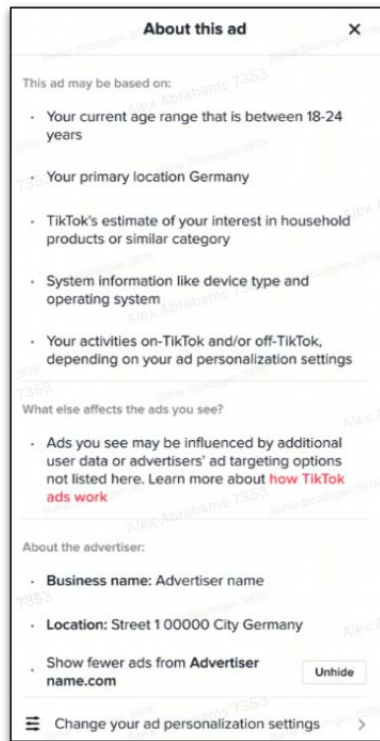 About this ad
This ad may be based on:
· Your current age range that is between 18-24
years
· Your primary location Germany
· TikTok's estimate of your interest in household
products or similar category
· System information like device type and
operating system
· Your activities on-TikTok and/or off-TikTok,
depending on your ad personalization settings
What else affects the ads you see?
· Ads you see may be influenced by additional
user data or advertisers' ad targeting options
not listed here. Learn more about how TikTok
ads work
About the advertiser:
· Business name: Advertiser name
· Location: Street 1 00000 City Germany
· Show fewer ads from Advertiser
name.com
Unhide
Change your ad personalization settings